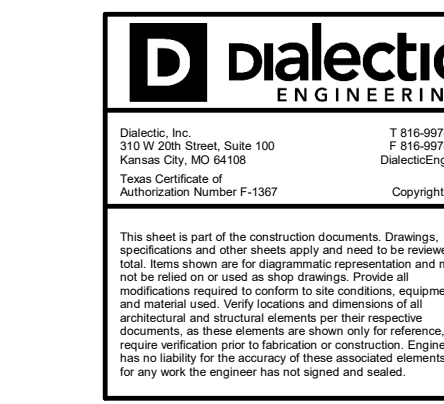 D DIalectic
ENGINEERIN
Dialectic, Inc. T 816-997
310 W 20th Street, Suite 100 F 816-997
Kansas City, MO 64108 DialecticEng
Texas Certificate of
Authorization Number F-1367 Copyright
This sheet is part of the construction documents. Drawings,
specifications and other sheets apply and need to be reviewe
total. Items shown are for diagrammatic representation and m
not be relied on or used as shop drawings. Provide all
modifications required to conform to site conditions, equipme
and material used. Verify locations and dimensions of all
architectural and structural elements per their respective
documents, as these elements are shown only for reference,
require verification prior to fabrication or construction. Engine
has no liability for the accuracy of these associated elements
for any work the engineer has not signed and sealed.